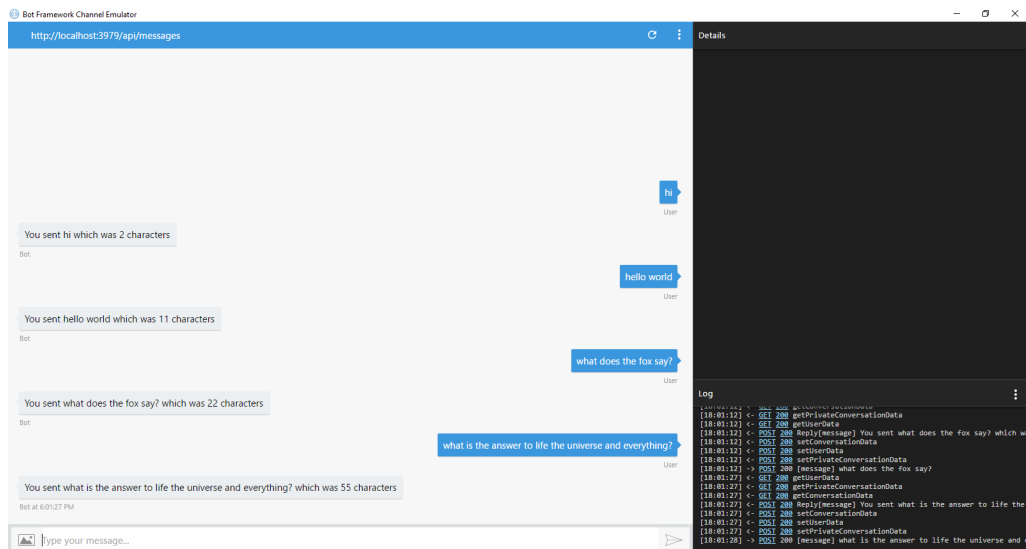 Bot Framework Channel Emulator
http://localhost:3979/api/messages
Details
hi
User
You sent hi which was 2 characters
Bot
hello world
User
You sent hello world which was 11 characters
Bot
what does the fox say?
User
You sent what does the fox say? which was 22 characters
Bot
what is the answer to life the universe and everything?
User
You sent what is the answer to life the universe and everything? which was 55 characters
Bot at 6:01:27 PM
Type your message...
Log
[18:01:12] <- GET 200 getConversationData
[18:01:12] <- GET 200 getPrivateConversationData
[18:01:12] <- GET 200 getUserData
[18:01:12] <- POST 200 Reply[message] You sent what does the fox say? which wa
[18:01:12] <- POST 200 setConversationData
[18:01:12] <- POST 200 setUserData
[18:01:12] <- POST 200 setPrivateConversationData
[18:01:12] -> POST 200 [message] what does the fox say?
[18:01:27] <- GET 200 getUserData
[18:01:27] <- GET 200 getPrivateConversationData
[18:01:27] <- GET 200 getConversationData
[18:01:27] <- POST 200 Reply[message] You sent what is the answer to life the
[18:01:27] <- POST 200 setConversationData
[18:01:27] <- POST 200 setUserData
[18:01:27] <- POST 200 setPrivateConversationData
[18:01:28] -> POST 200 [message] what is the answer to life the universe and